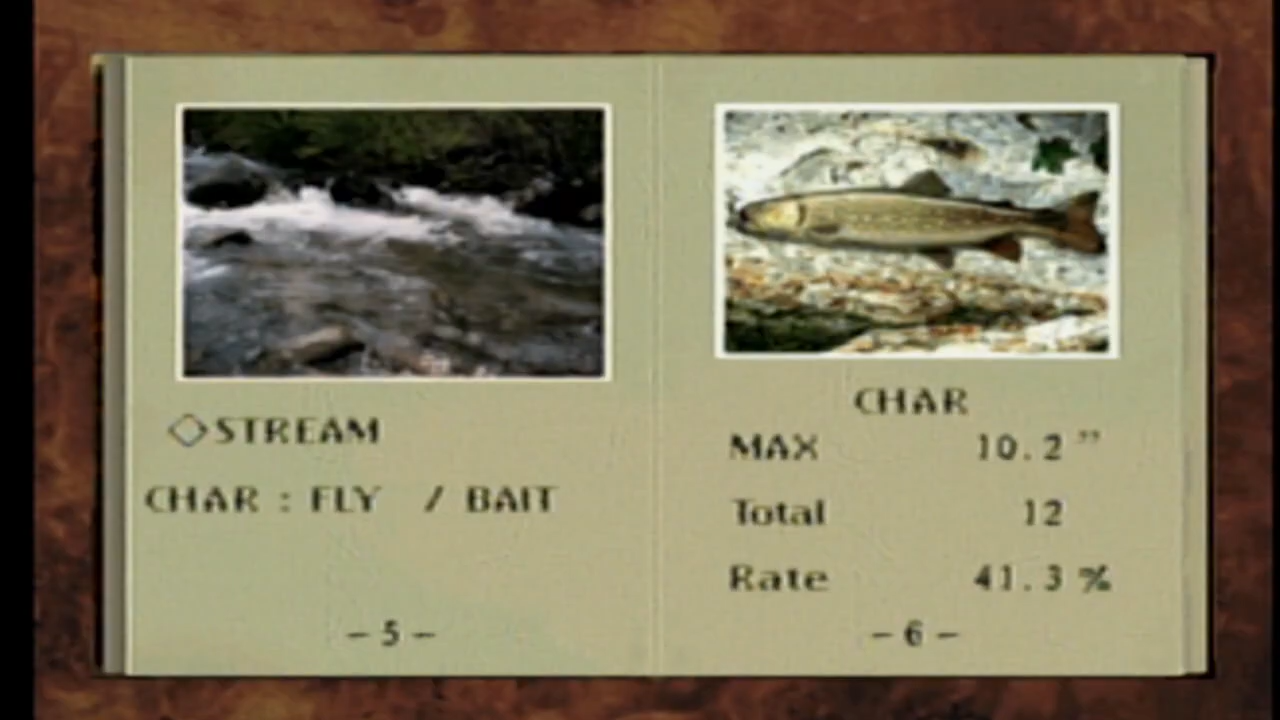 ◇STREAM
CHAR : FLY / BAIT
– 5 –
CHAR
MAX 10.2 ”
Total 12
Rate 41.3 %
– 6 –